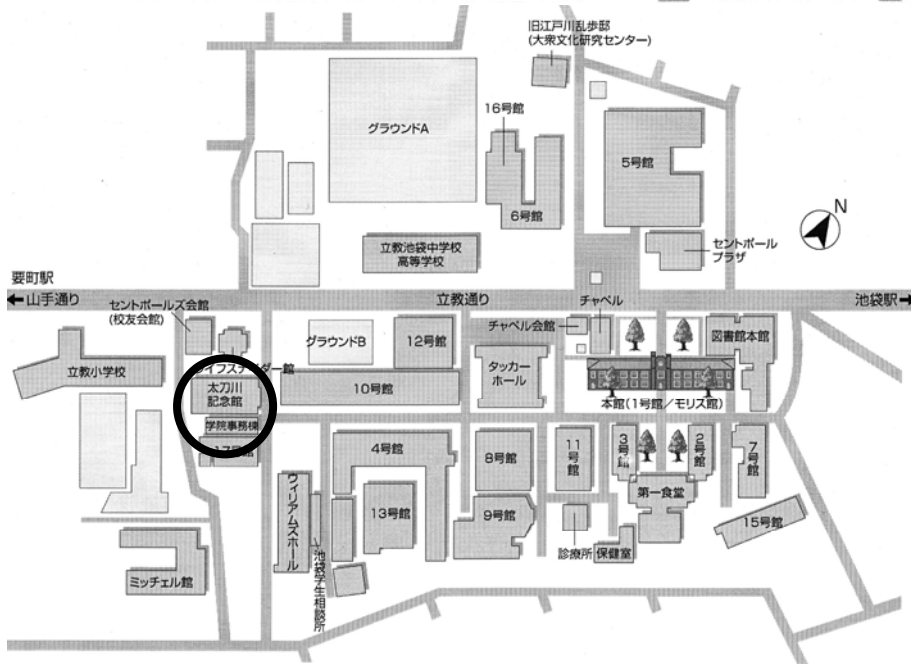 旧江戸川乱歩邸
(大衆文化研究センター)
16号館
グラウンドA
5号館
6号館
N
立教池袋中学校
高等学校
セントポール
プラザ
要町駅
山手通り
立教通り
池袋駅
セントポールズ会館
(校友会館)
チャペル
チャペル会館
図書館本館
グラウンドB
12号館
タッカー
ホール
立教小学校
太刀川
記念館
10号館
本館(1号館/モリス館)
学院事務棟
17号館
4号館
8号館
11号館
3号館
2号館
7号館
ウィリアムズホール
13号館
9号館
第一食堂
15号館
池袋学生相談所
診療所
保健室
ミッチェル館